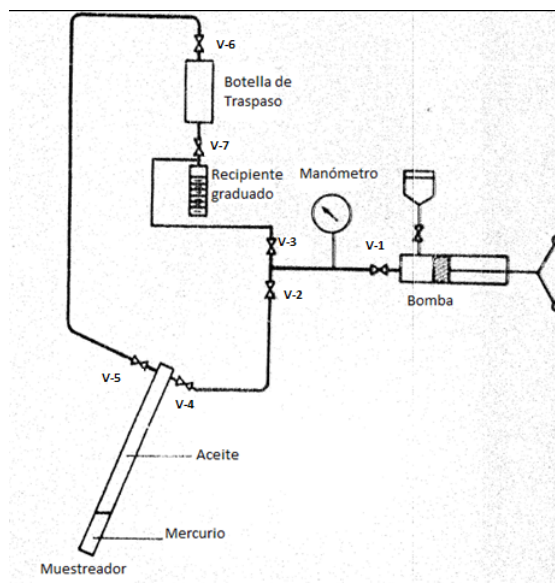 V-6
Botella de
Traspaso
V-7
Recipiente
graduado
Manómetro
V-3
V-1
V-2
Bomba
V-5
V-4
Aceite
Mercurio
Muestreador